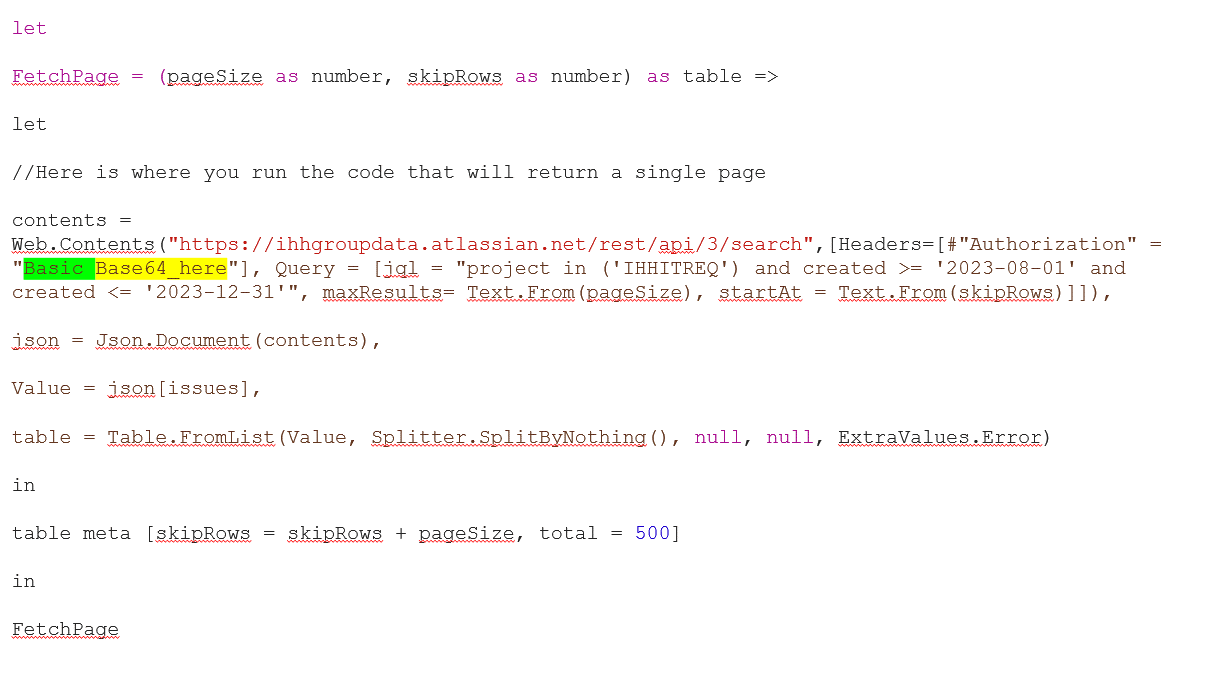 let
FetchPage = (pageSize as number, skipRows as number) as table =>
let
//Here is where you run the code that will return a single page
contents =
Web.Contents("https://ihhgroupdata.atlassian.net/rest/api/3/search",[Headers=[#"Authorization" =
"Basic Base64_here"], Query = [jql = "project in ('IHHITREQ') and created >= '2023-08-01' and
created <= '2023-12-31'", maxResults= Text.From(pageSize), startAt = Text.From(skipRows)]]),
json = Json.Document(contents),
Value = json[issues],
table = Table.FromList(Value, Splitter.SplitByNothing(), null, null, ExtraValues.Error)
in
table meta [skipRows = skipRows + pageSize, total = 500]
in
FetchPage